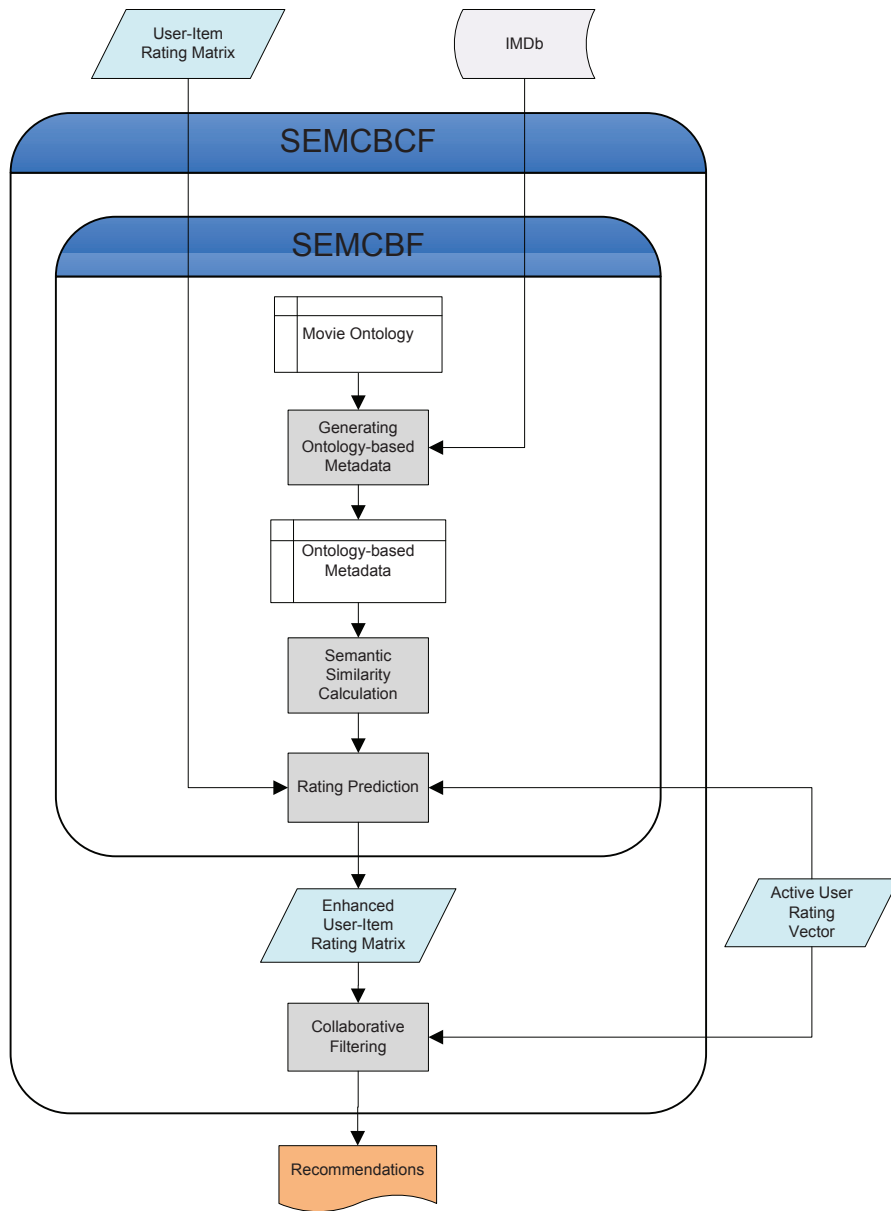 User-Item
Rating Matrix
IMDb
SEMCBCF
SEMCBF
Movie Ontology
Generating
Ontology-based
Metadata
Ontology-based
Metadata
Semantic
Similarity
Calculation
Rating Prediction
Enhanced
User-Item
Rating Matrix
Active User
Rating
Vector
Collaborative
Filtering
Recommendations